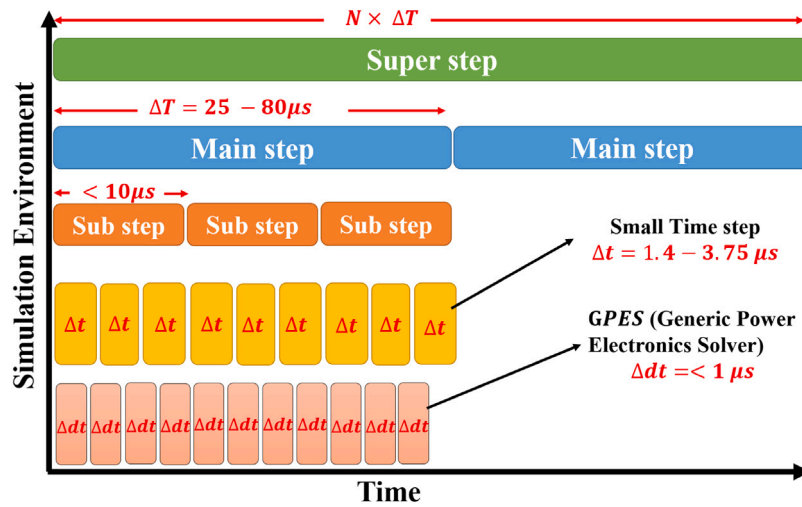 N × ΔT
Super step
ΔT = 25 − 80μs
Main step Main step
< 10μs
Sub step Sub step Sub step
Small Time step
Δt = 1.4 − 3.75 μs
Δt Δt Δt Δt Δt Δt Δt Δt Δt
GPES (Generic Power
Electronics Solver)
Δdt =< 1 μs
Δdt Δdt Δdt Δdt Δdt Δdt Δdt Δdt Δdt Δdt Δdt
Simulation Environment
Time